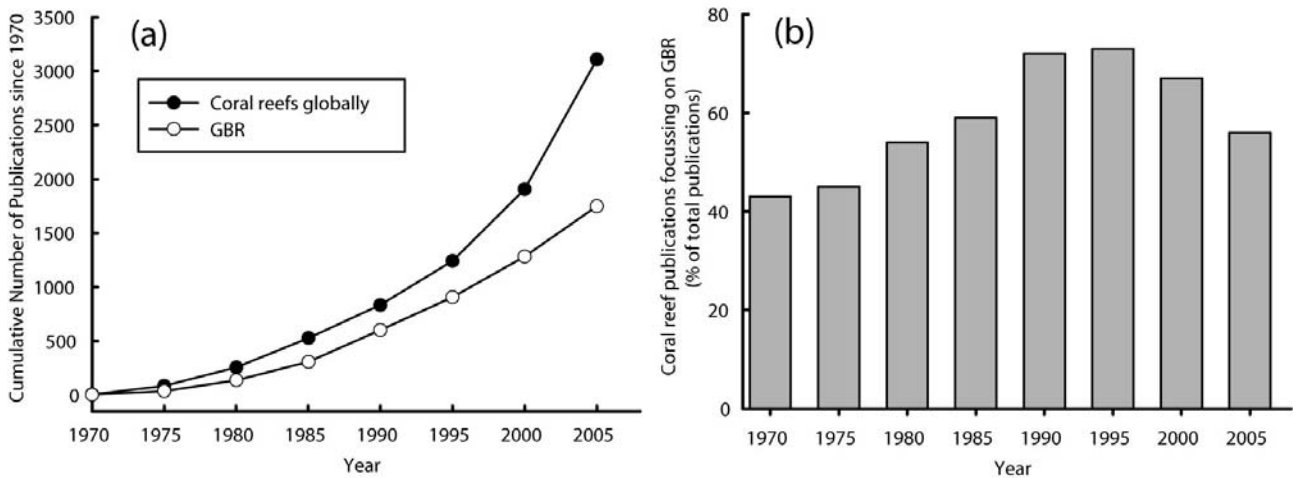 (a)
Cumulative Number of Publications since 1970
3500
3000
2500
2000
1500
1000
500
0
Coral reefs globally
GBR
1970 1975 1980 1985 1990 1995 2000 2005
Year
(b)
Coral reef publications focussing on GBR
(% of total publications)
80
60
40
20
0
1970 1975 1980 1985 1990 1995 2000 2005
Year